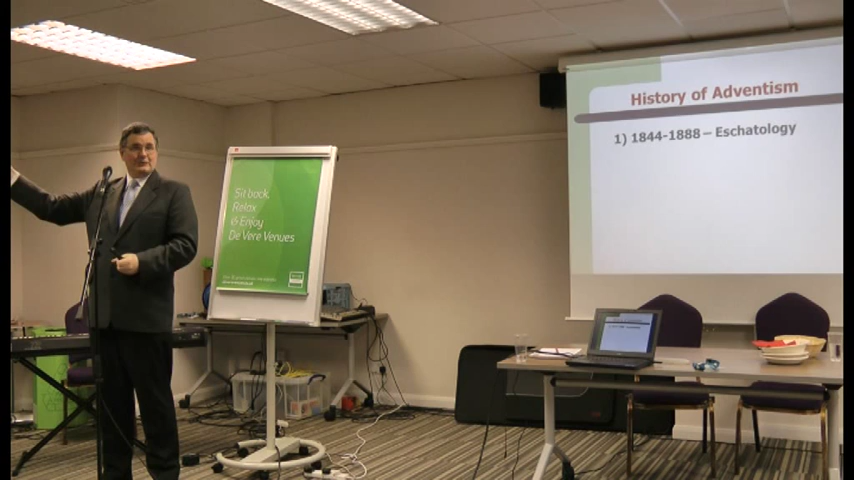 History of Adventism
1) 1844-1888 – Eschatology
Sit back,
Relax
& Enjoy
De Vere Venues